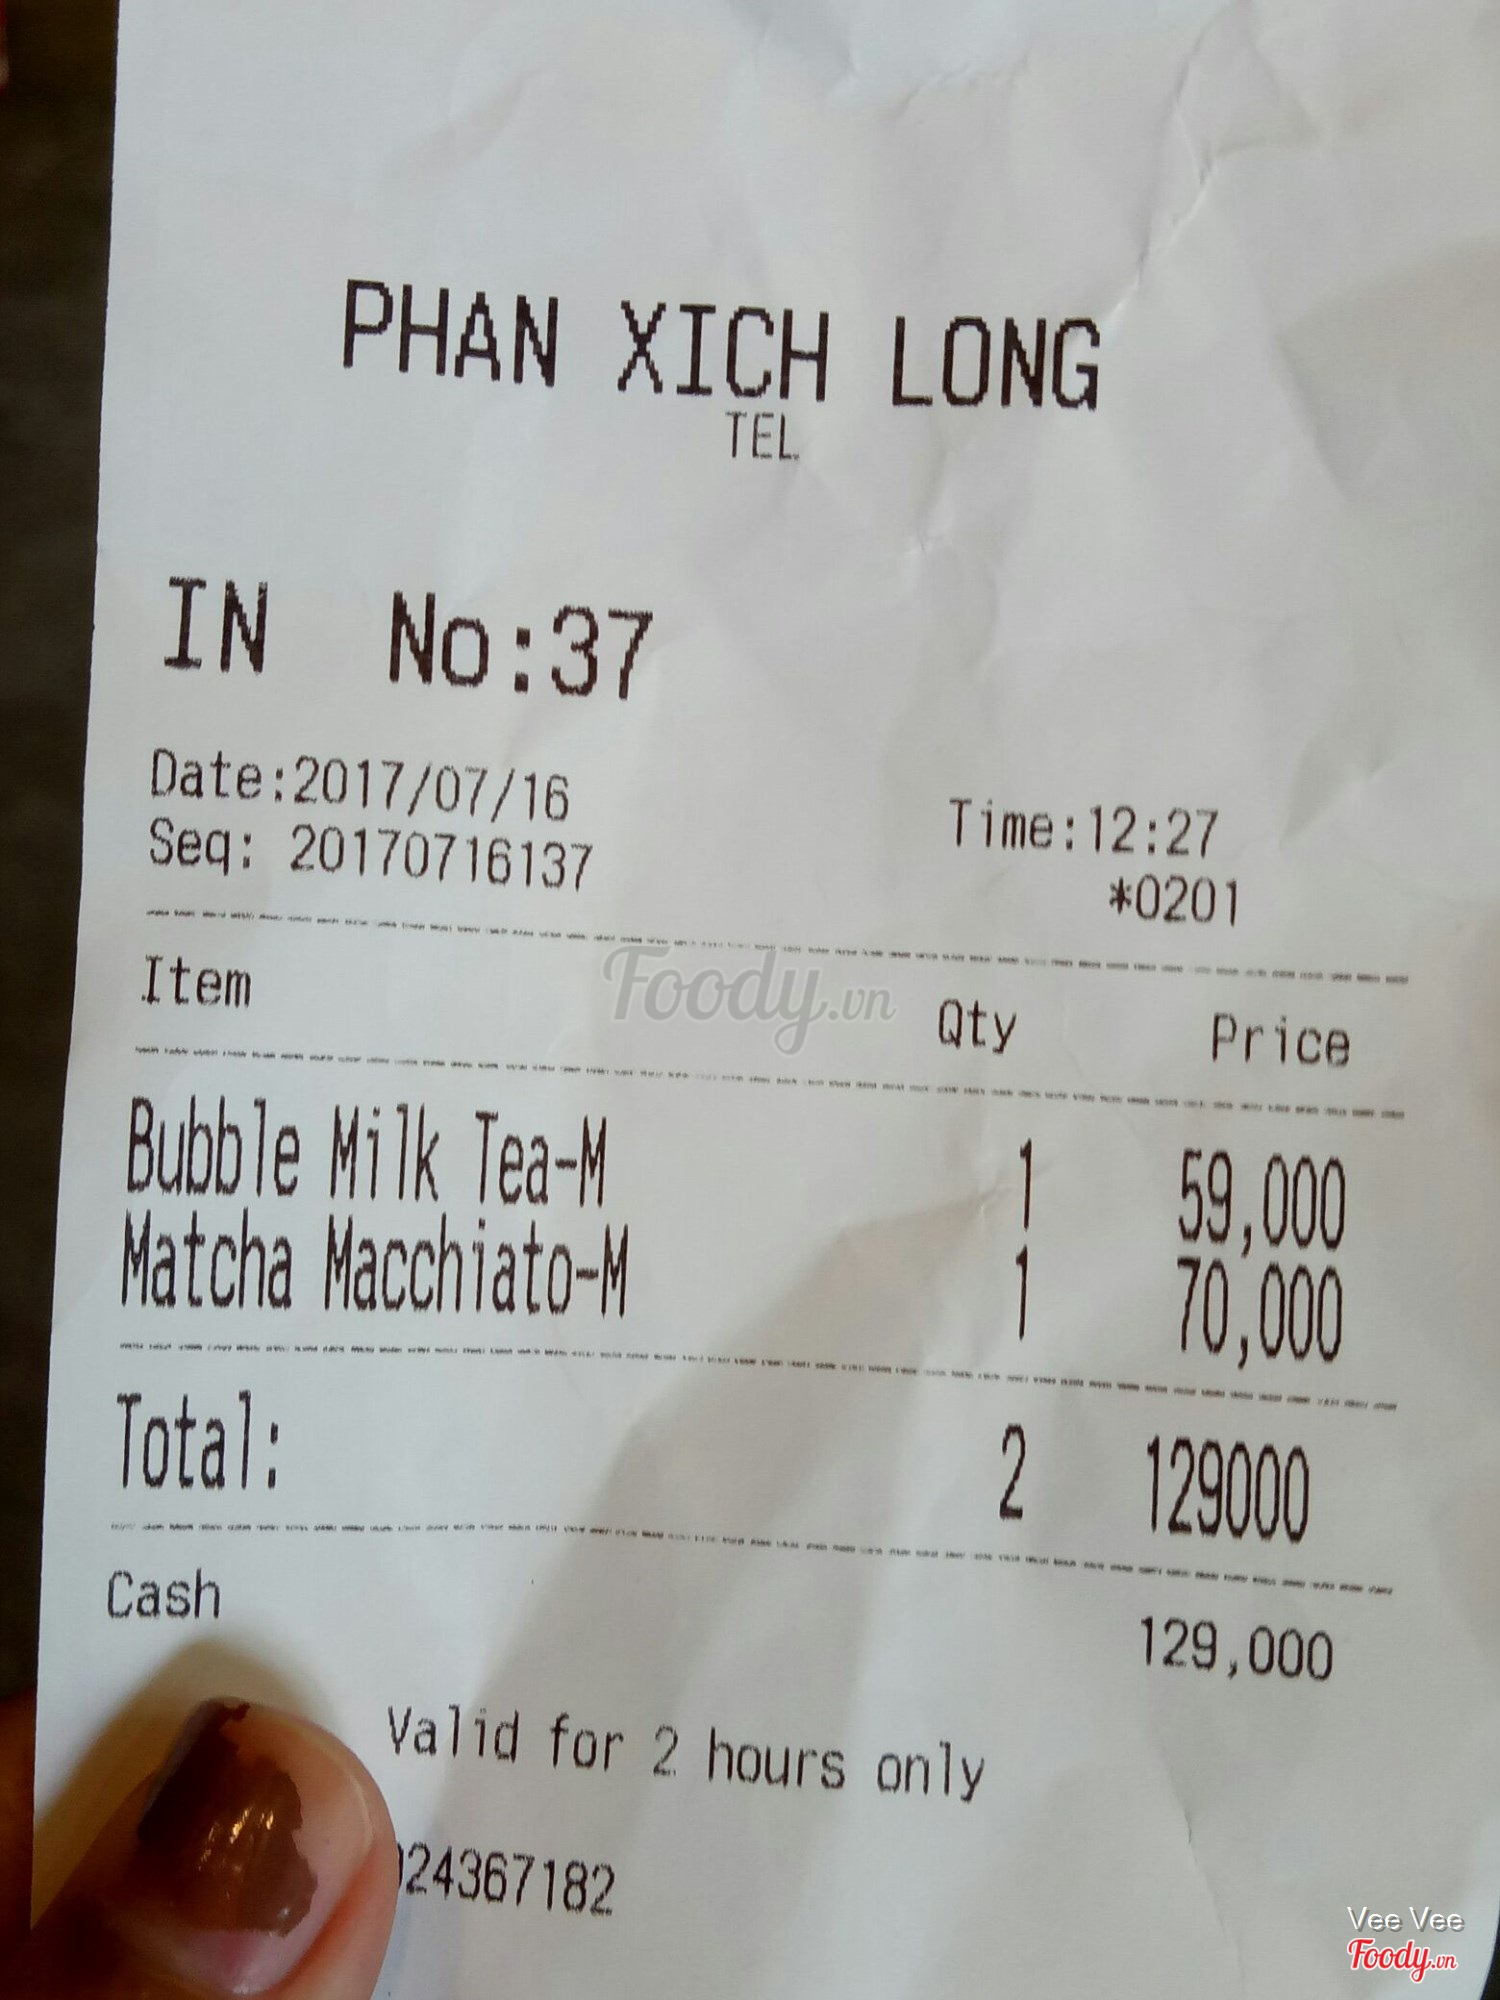 PHAN XICH LONG
TEL
IN No:37
Date:2017/07/16 Time:12:27
Seq: 20170716137 *0201
Item Qty Price
Foody.vn
Bubble Milk Tea-M 1 59,000
Matcha Macchiato-M 1 70,000
Total: 2 129000
Cash 129,000
Valid for 2 hours only
24367182
Vee Vee
Foody.vn